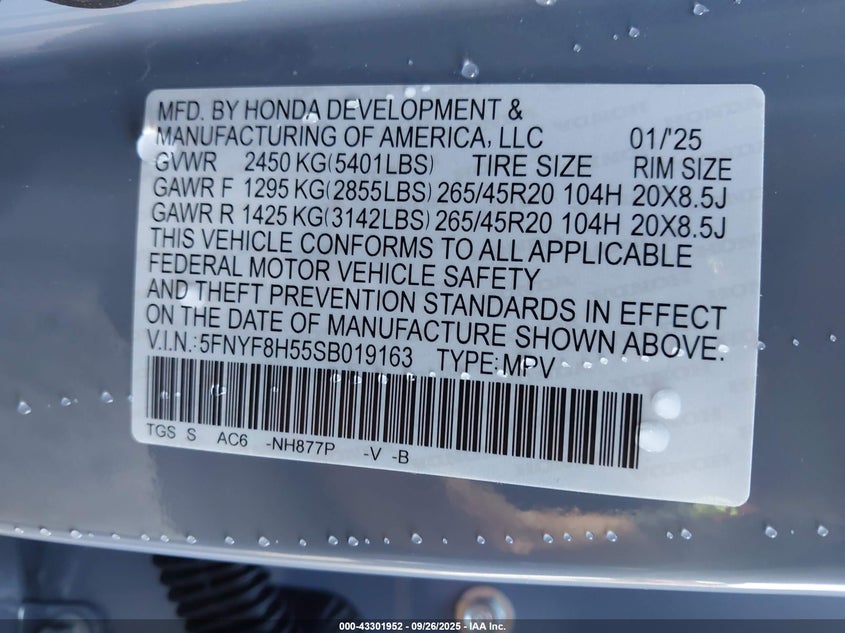 MFD. BY HONDA DEVELOPMENT &
MANUFACTURING OF AMERICA, LLC 01/'25
GVWR 2450 KG(5401LBS) TIRE SIZE RIM SIZE
GAWR F 1295 KG(2855LBS) 265/45R20 104H 20X8.5J
GAWR R 1425 KG(3142LBS) 265/45R20 104H 20X8.5J
THIS VEHICLE CONFORMS TO ALL APPLICABLE
FEDERAL MOTOR VEHICLE SAFETY
AND THEFT PREVENTION STANDARDS IN EFFECT
ON THE DATE OF MANUFACTURE SHOWN ABOVE.
V.I.N.:5FNYF8H55SB019163 TYPE:MPV
TGS S AC6 -NH877P -V -B
000-43301952 - 09/26/2025 - IAA Inc.